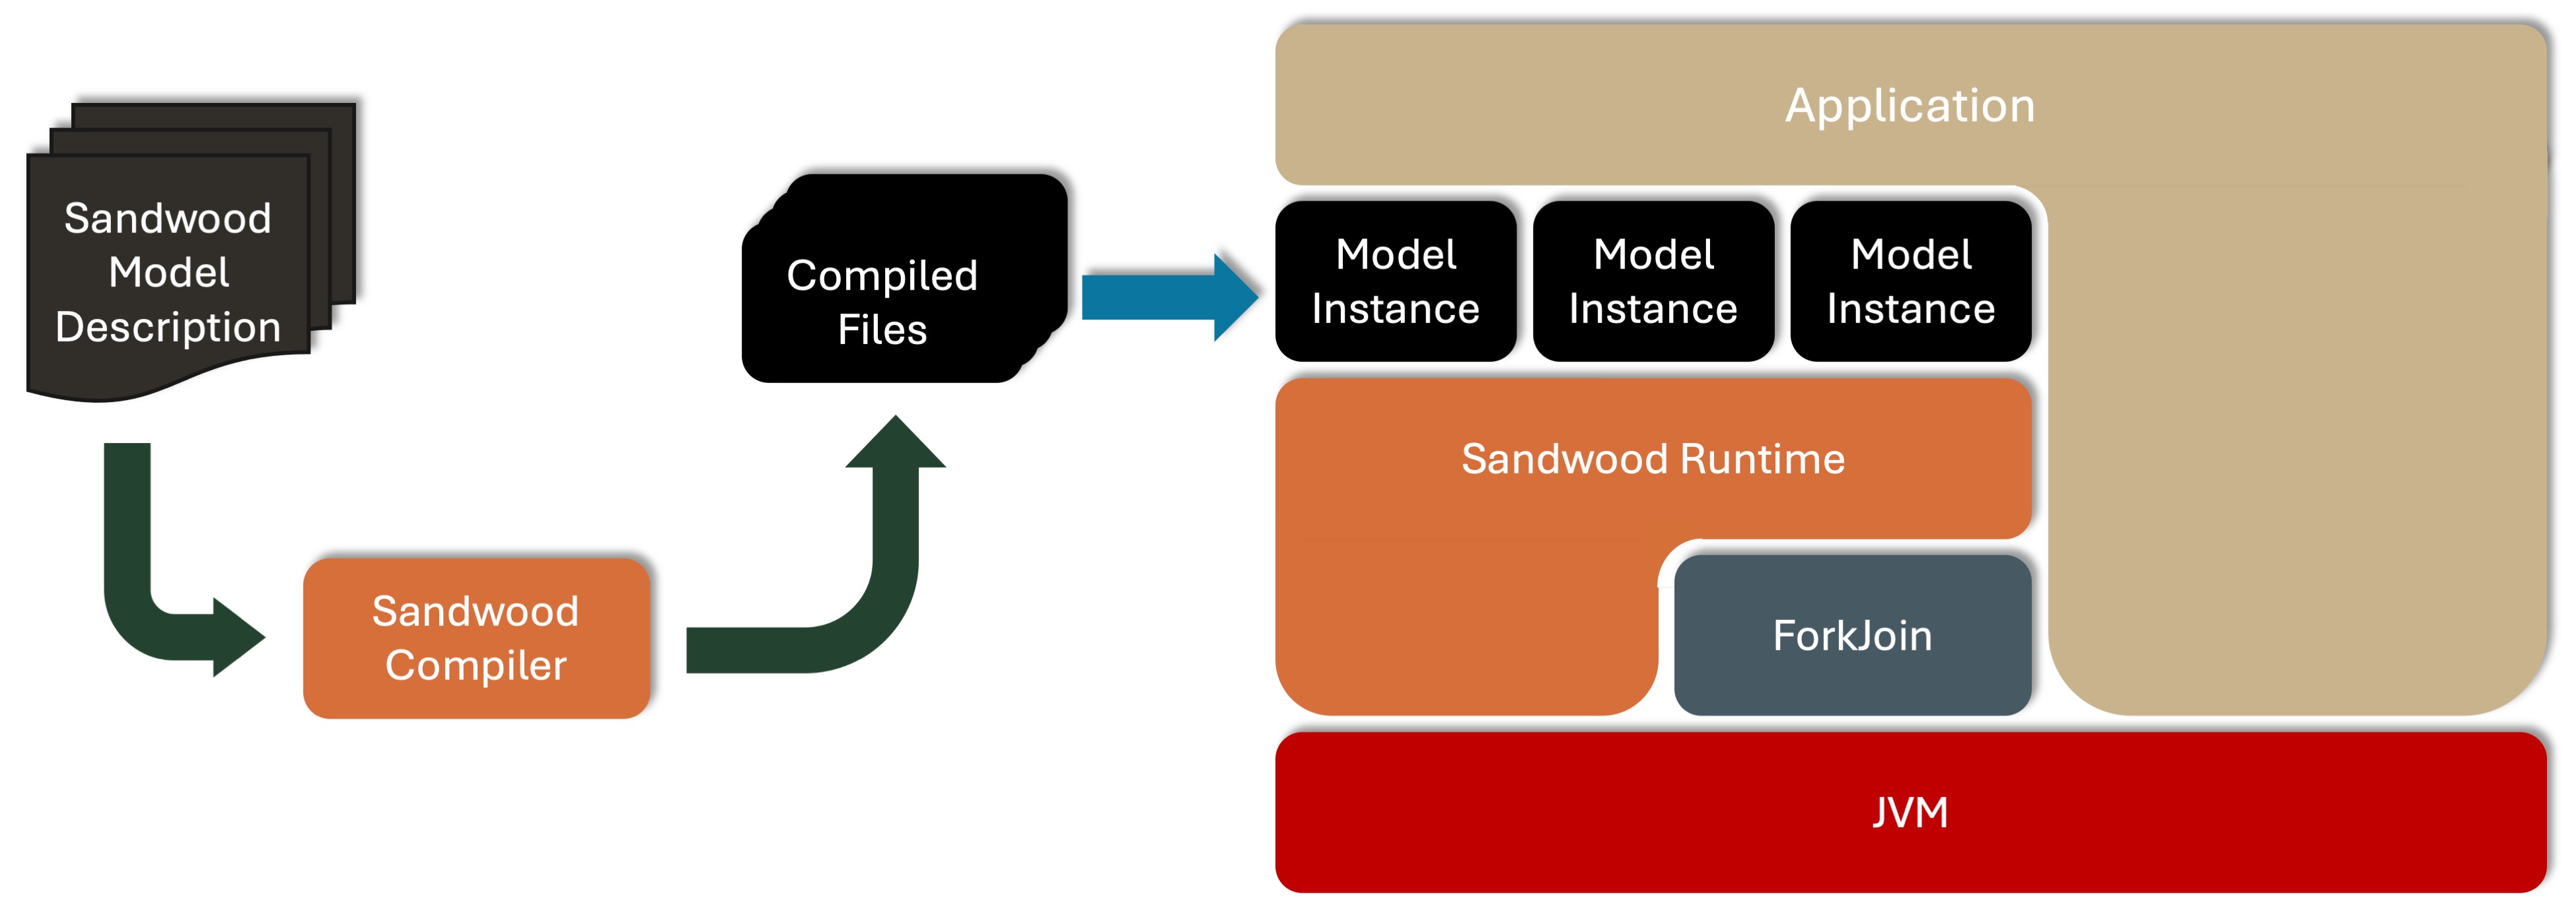 Sandwood
Model
Description
Sandwood
Compiler
Compiled
Files
Application
Model
Instance
Model
Instance
Model
Instance
Sandwood Runtime
ForkJoin
JVM